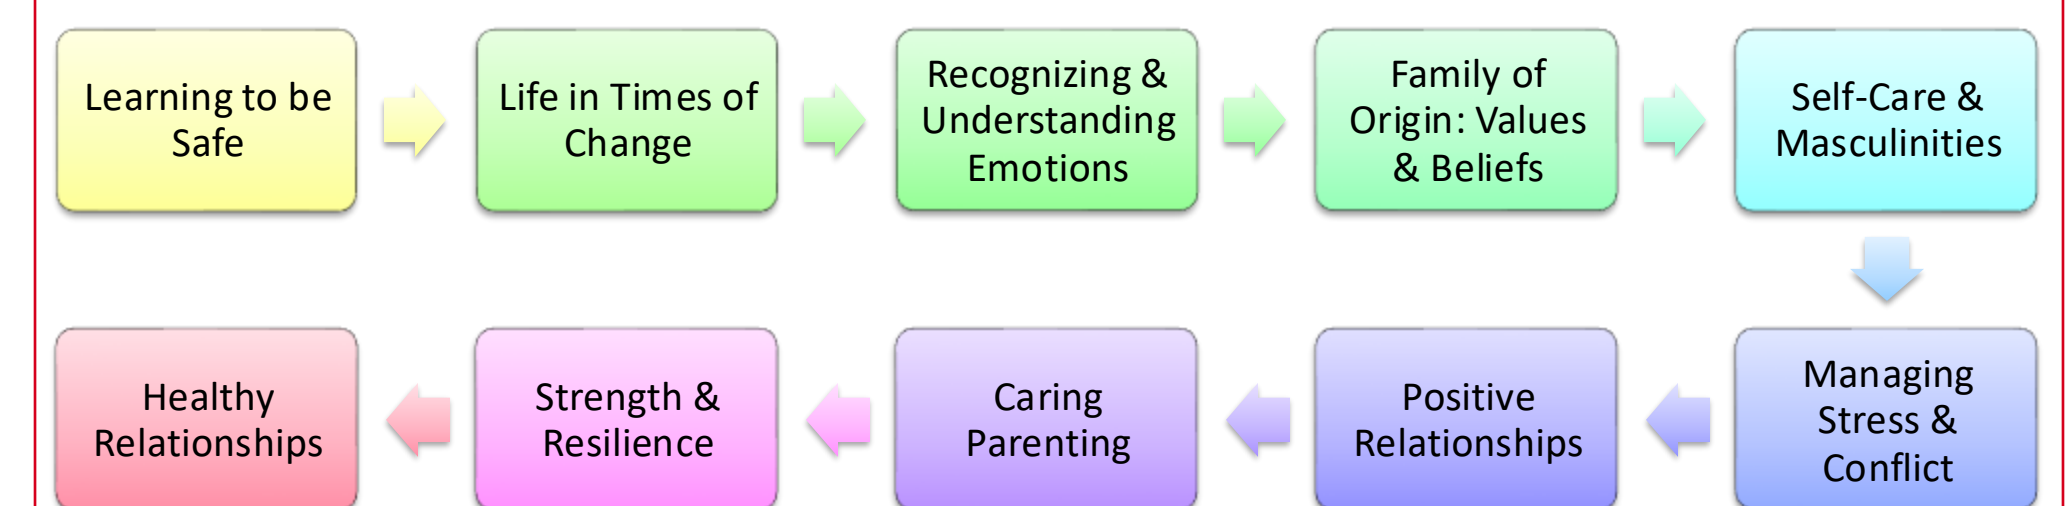 Learning to be
Safe
Life in Times of
Change
Recognizing &
Understanding
Emotions
Family of
Origin: Values
& Beliefs
Self-Care &
Masculinities
Managing
Stress &
Conflict
Positive
Relationships
Caring
Parenting
Strength &
Resilience
Healthy
Relationships